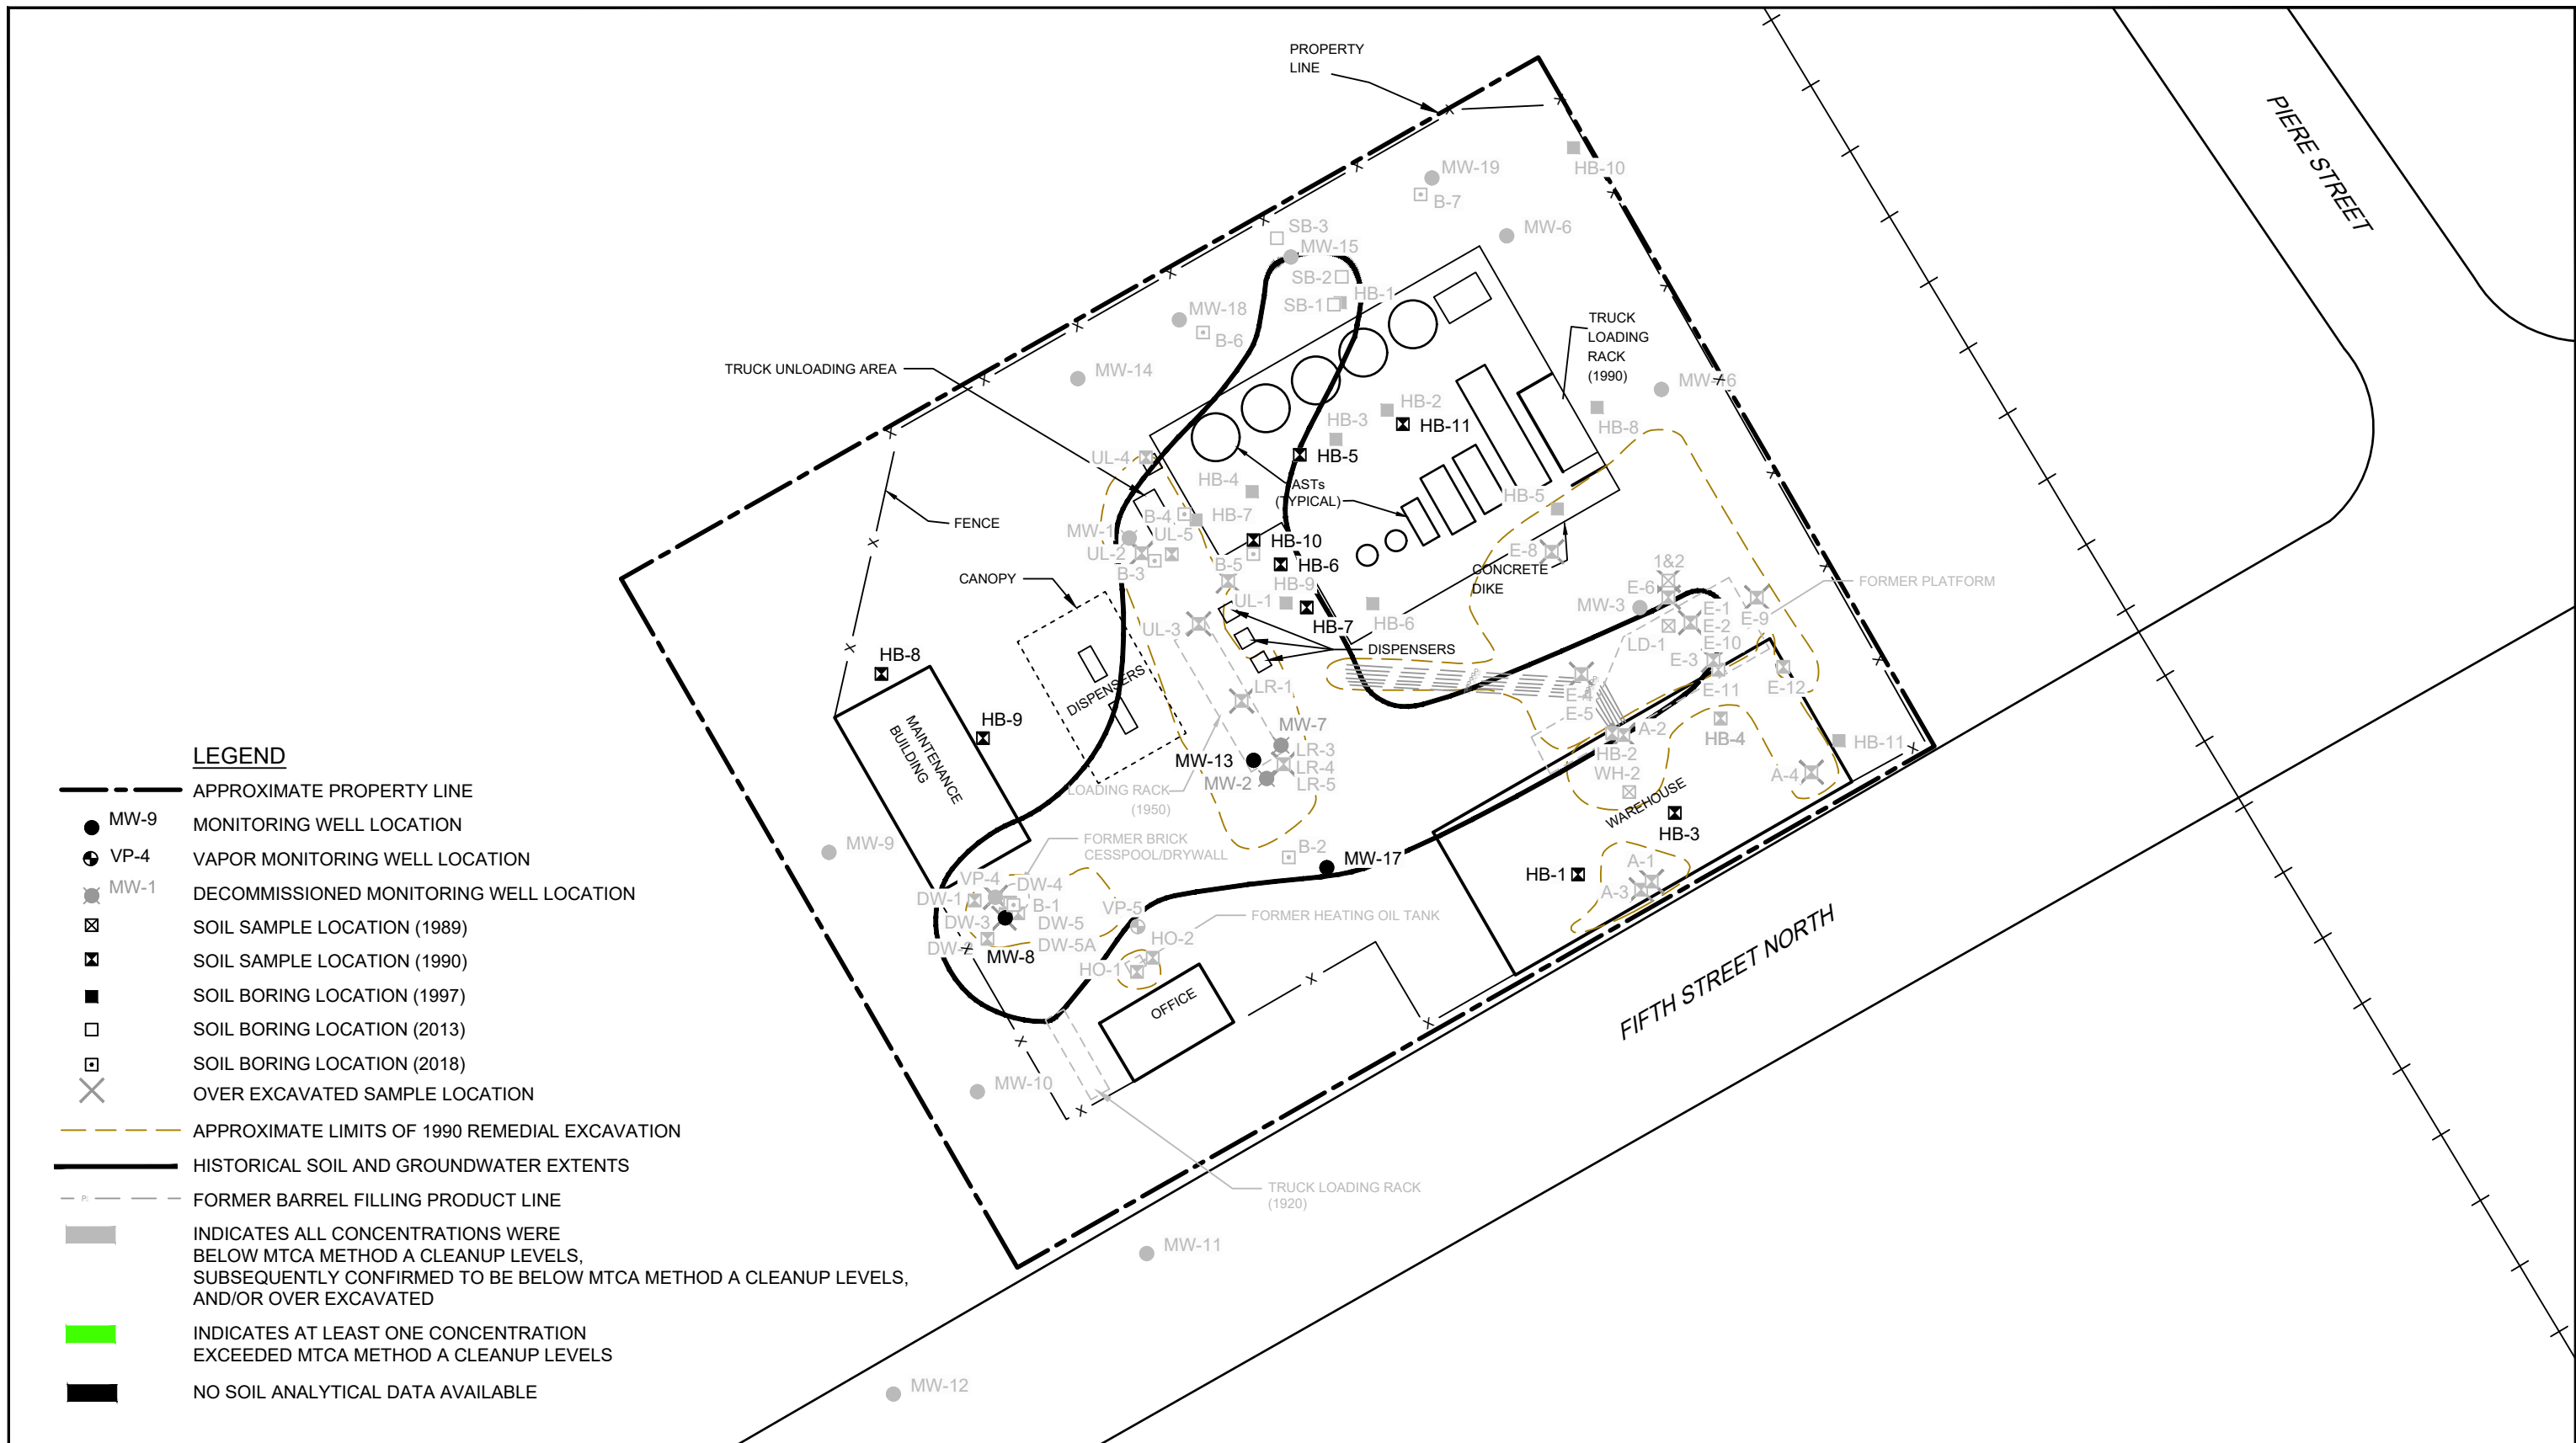 PROPERTY
LINE
PIERE STREET
MW-19
HB-10
B-7
SB-3
MW-6
MW-15
SB-2
HB-1
SB-1
MW-18
B-6
TRUCK
LOADING
RACK
(1990)
TRUCK UNLOADING AREA
MW-14
MW-16
HB-2
HB-3
HB-11
HB-8
UL-4
HB-5
HB-4
ASTs
(TYPICAL)
HB-5
FENCE
B-4
HB-7
MW-1
UL-5
HB-10
UL-2
E-8
B-3
B-5
HB-6
1&2
CONCRETE
DIKE
CANOPY
HB-9
E-6
FORMER PLATFORM
UL-1
MW-3
E-1
E-9
HB-7
HB-6
UL-3
E-2
LD-1
E-10
DISPENSERS
HB-8
E-3
DISPENSERS
LR-1
E-4
E-11
E-12
E-5
HB-9
MW-7
A-2
HB-4
HB-11
MAINTENANCE
BUILDING
MW-13
LR-3
HB-2
LR-4
WH-2
A-4
MW-2
LR-5
LOADING RACK
(1950)
WAREHOUSE
HB-3
MW-9
FORMER BRICK
CESSPOOL/DRYWALL
B-2
MW-17
A-1
HB-1
VP-4
DW-4
A-3
DW-1
B-1
VP-5
DW-3
DW-5
FORMER HEATING OIL TANK
DW-2
DW-5A
HO-2
MW-8
HO-1
FIFTH STREET NORTH
OFFICE
MW-10
TRUCK LOADING RACK
(1920)
MW-11
MW-12
LEGEND
APPROXIMATE PROPERTY LINE
MW-9 MONITORING WELL LOCATION
VP-4 VAPOR MONITORING WELL LOCATION
MW-1 DECOMMISSIONED MONITORING WELL LOCATION
SOIL SAMPLE LOCATION (1989)
SOIL SAMPLE LOCATION (1990)
SOIL BORING LOCATION (1997)
SOIL BORING LOCATION (2013)
SOIL BORING LOCATION (2018)
OVER EXCAVATED SAMPLE LOCATION
APPROXIMATE LIMITS OF 1990 REMEDIAL EXCAVATION
HISTORICAL SOIL AND GROUNDWATER EXTENTS
FORMER BARREL FILLING PRODUCT LINE
INDICATES ALL CONCENTRATIONS WERE
BELOW MTCA METHOD A CLEANUP LEVELS,
SUBSEQUENTLY CONFIRMED TO BE BELOW MTCA METHOD A CLEANUP LEVELS,
AND/OR OVER EXCAVATED
INDICATES AT LEAST ONE CONCENTRATION
EXCEEDED MTCA METHOD A CLEANUP LEVELS
NO SOIL ANALYTICAL DATA AVAILABLE